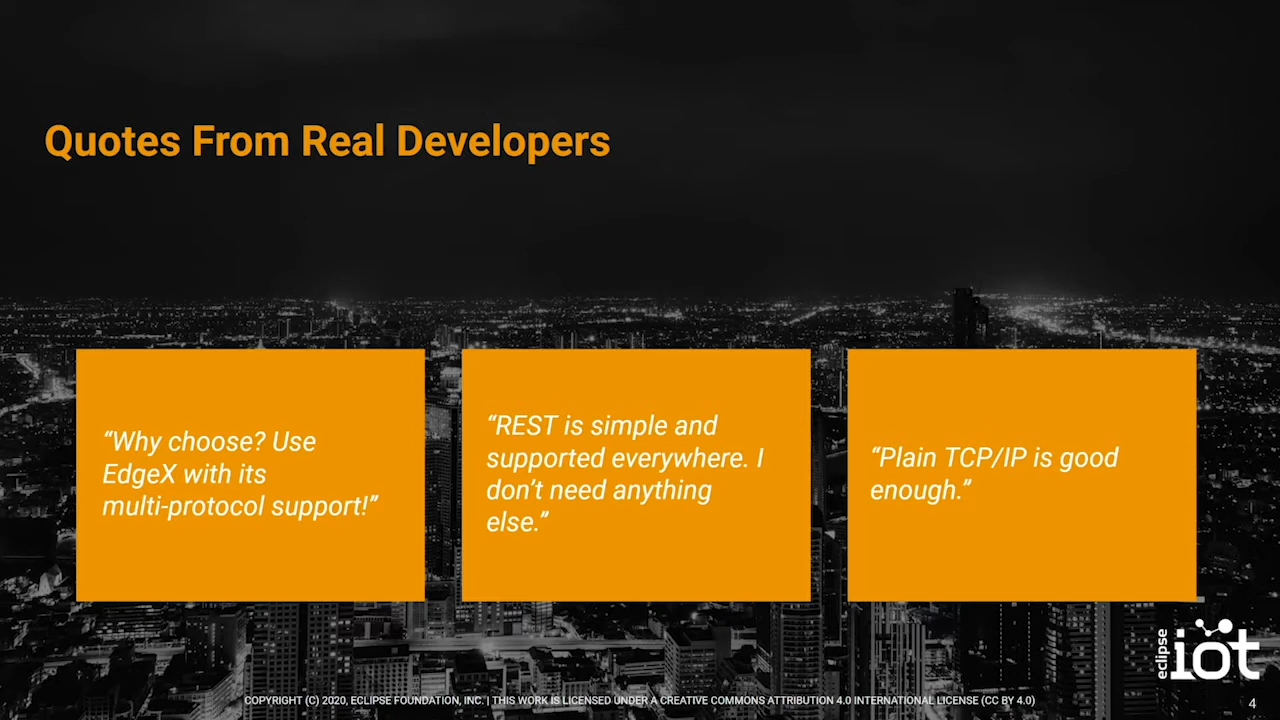 Quotes From Real Developers
“Why choose? Use
EdgeX with its
multi-protocol support!”
“REST is simple and
supported everywhere. I
don’t need anything
else.”
“Plain TCP/IP is good
enough.”
eclipse
iot
COPYRIGHT (C) 2020, ECLIPSE FOUNDATION, INC. | THIS WORK IS LICENSED UNDER A CREATIVE COMMONS ATTRIBUTION 4.0 INTERNATIONAL LICENSE (CC BY 4.0)
4